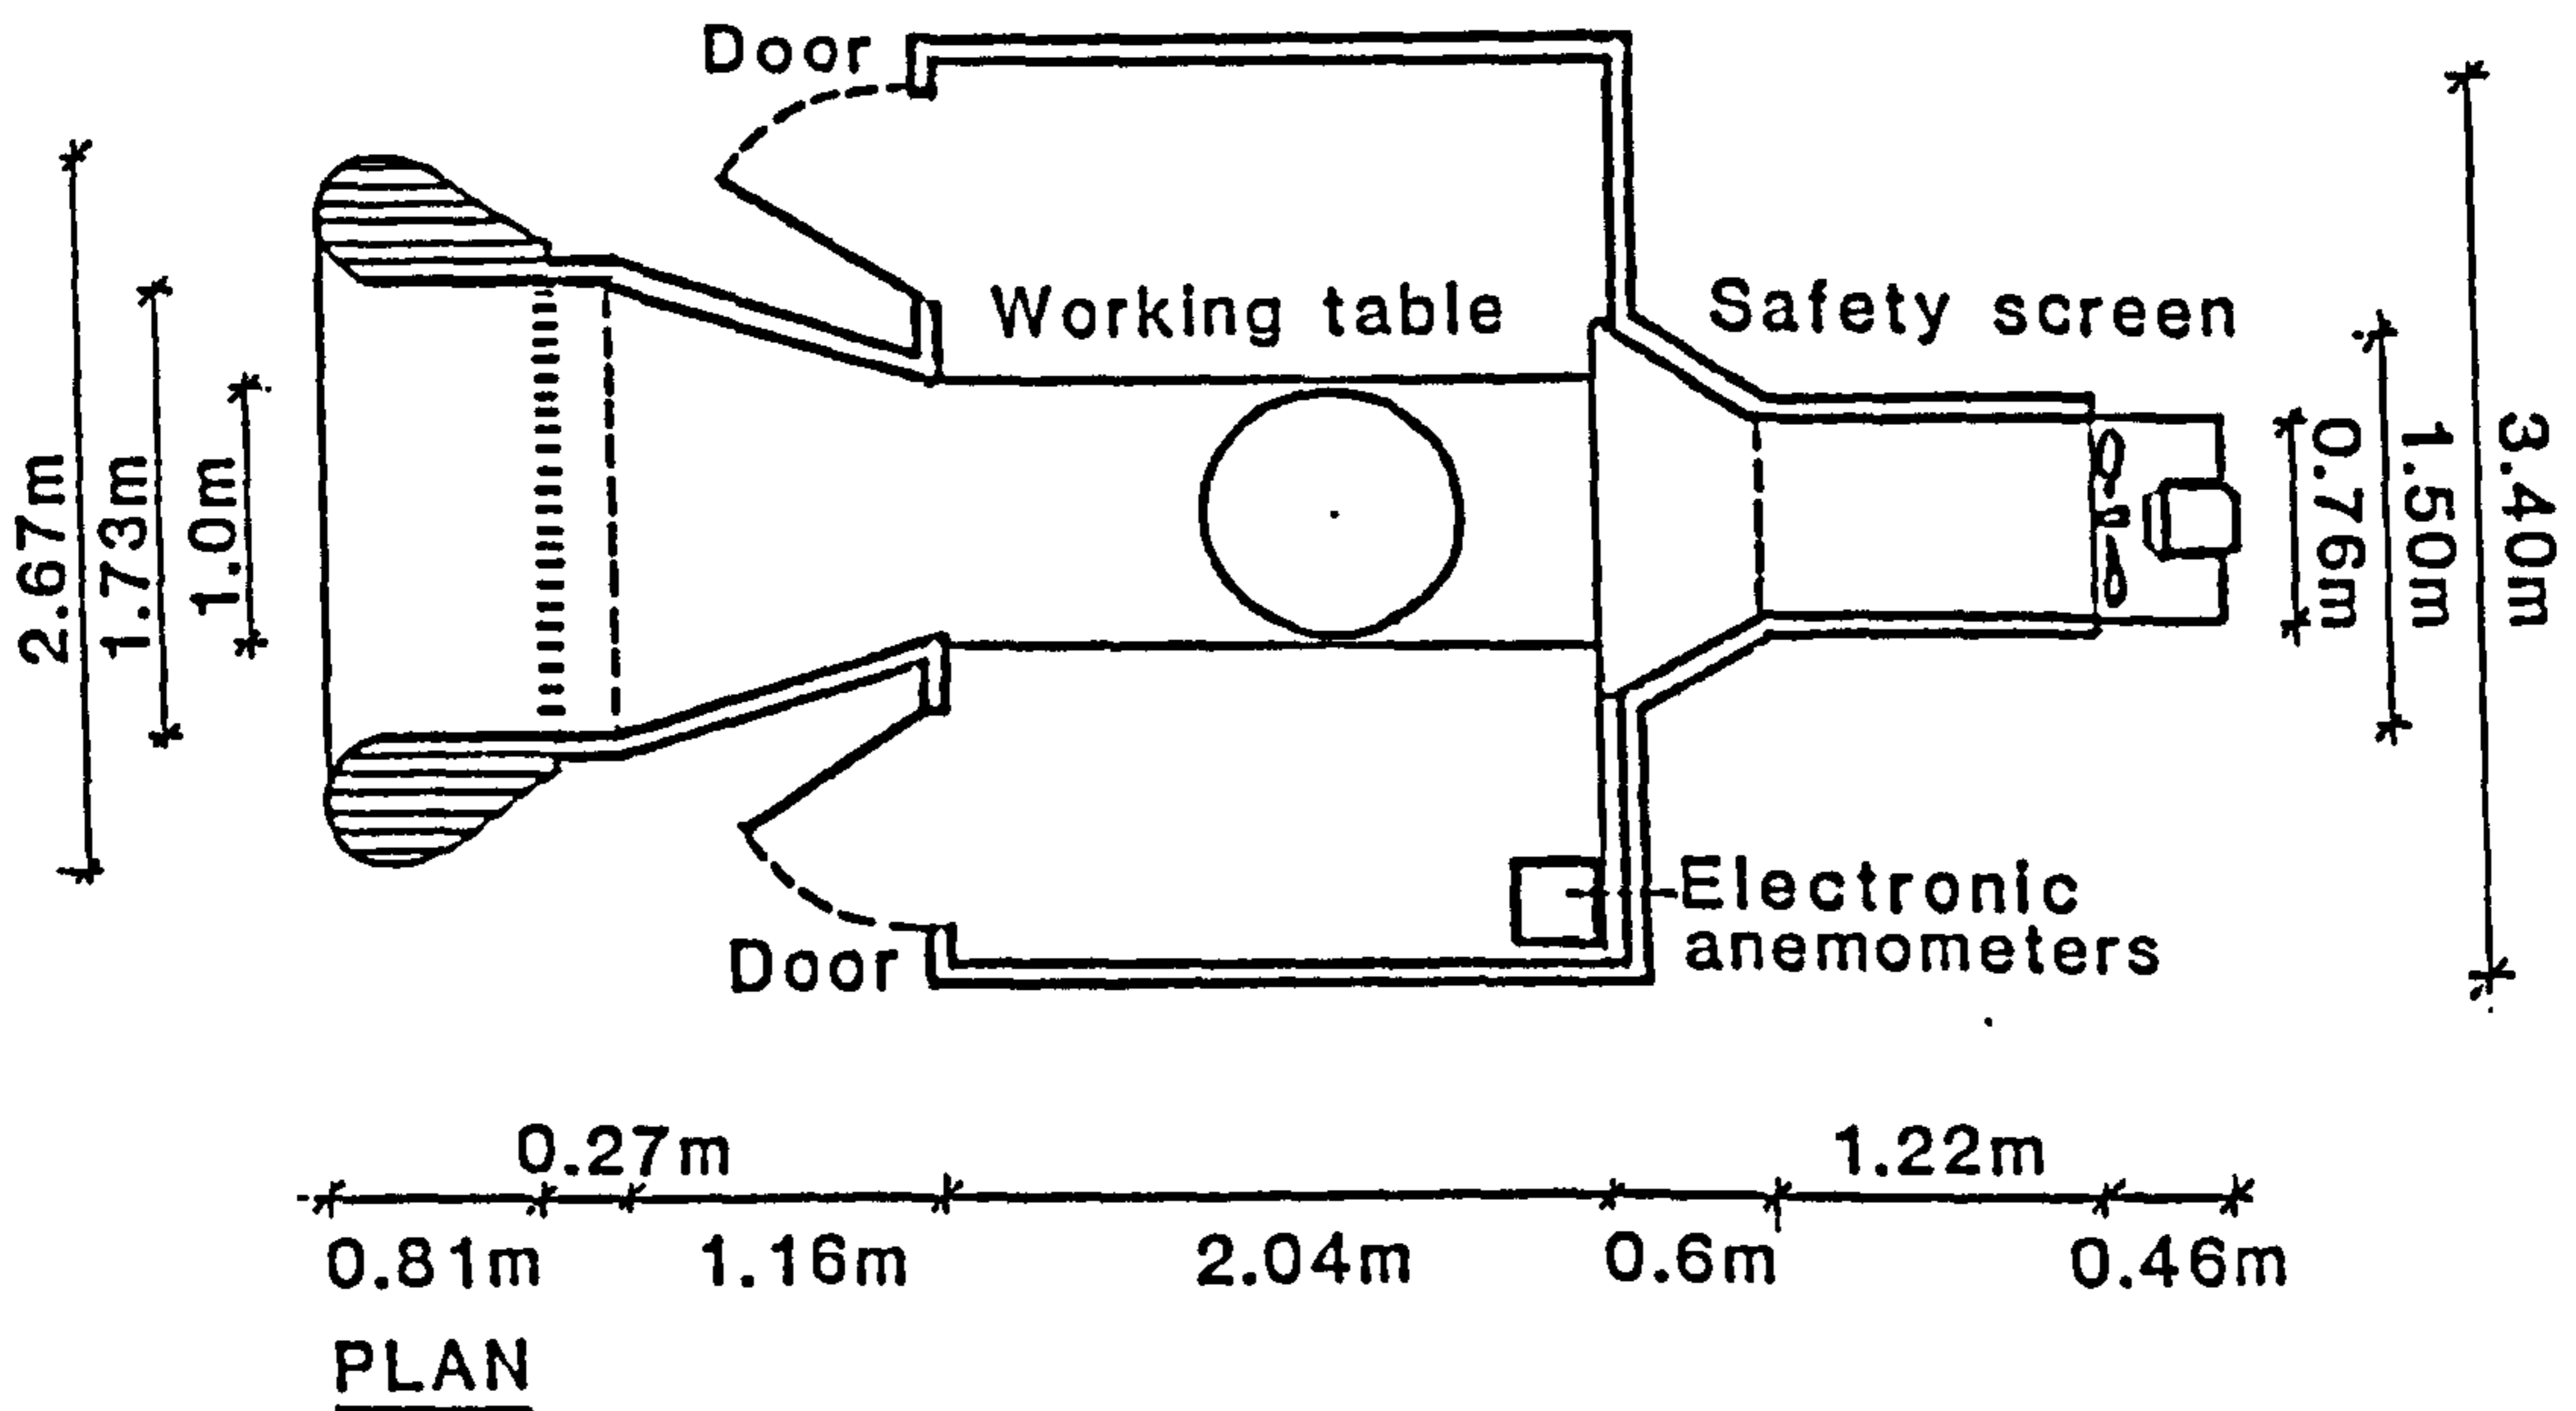 Door
Working table
Safety screen
2.67m
1.73m
1.0m
0.76m
1.50m
3.40m
Electronic
anemometers
Door
0.27m
1.22m
0.81m
1.16m
2.04m
0.6m
0.46m
PLAN